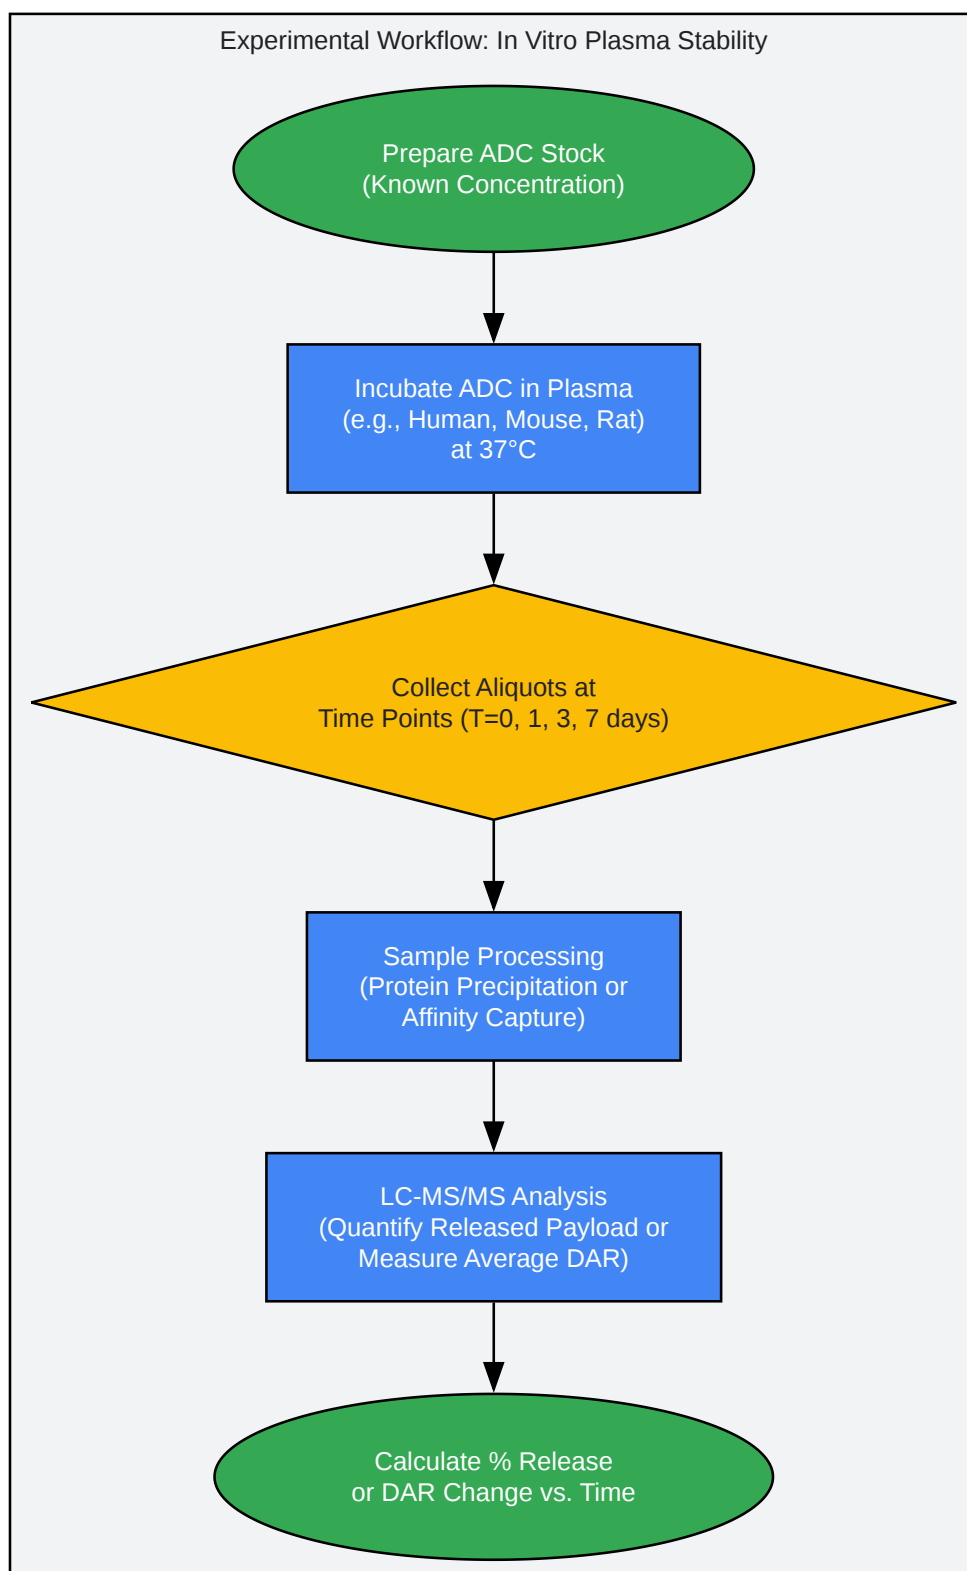 Experimental Workflow: In Vitro Plasma Stability
Prepare ADC Stock
(Known Concentration)
Incubate ADC in Plasma
(e.g., Human, Mouse, Rat)
at 37°C
Collect Aliquots at
Time Points (T=0, 1, 3, 7 days)
Sample Processing
(Protein Precipitation or
Affinity Capture)
LC-MS/MS Analysis
(Quantify Released Payload or
Measure Average DAR)
Calculate % Release
or DAR Change vs. Time